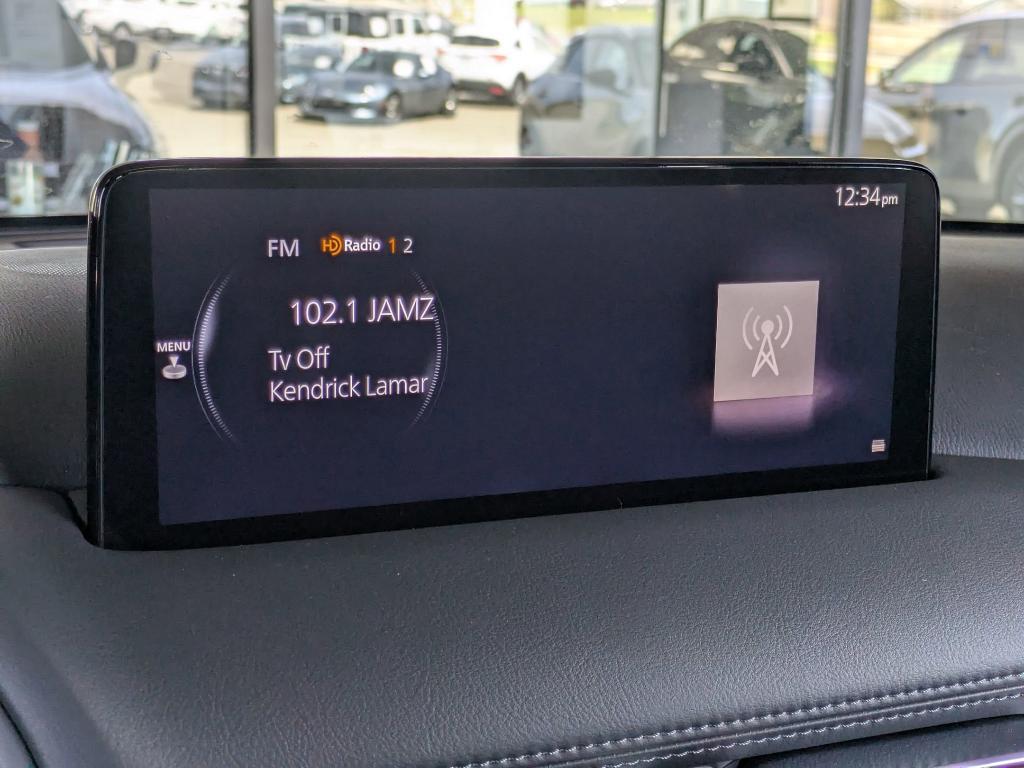 12:34pm
FM HD Radio 1 2
102.1 JAMZ
MENU
Tv Off
Kendrick Lamar